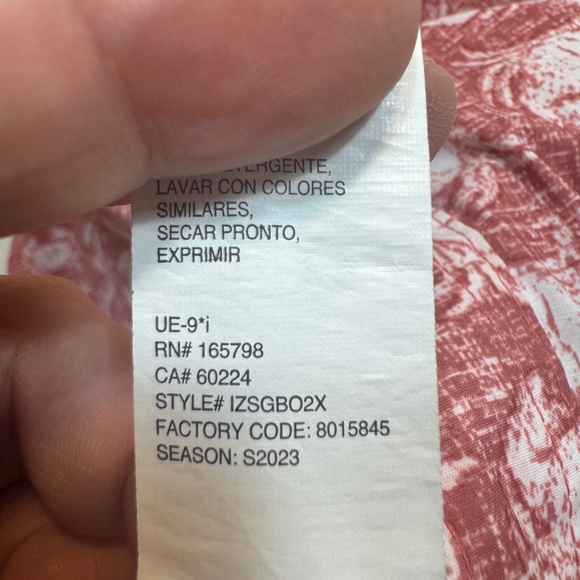 DETERGENTE,
LAVAR CON COLORES
SIMILARES,
SECAR PRONTO,
EXPRIMIR
UE-9*i
RN# 165798
CA# 60224
STYLE# IZSGBO2X
FACTORY CODE: 8015845
SEASON: S2023